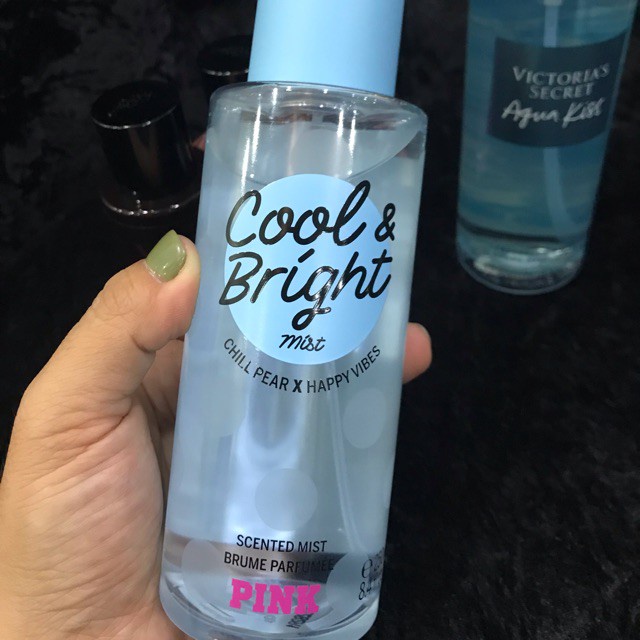 Cool &
Bright
mist
CHILL PEAR X HAPPY VIBES
SCENTED MIST
BRUME PARFUMÉE
PINK
VICTORIA'S
SECRET
Aqua Kiss